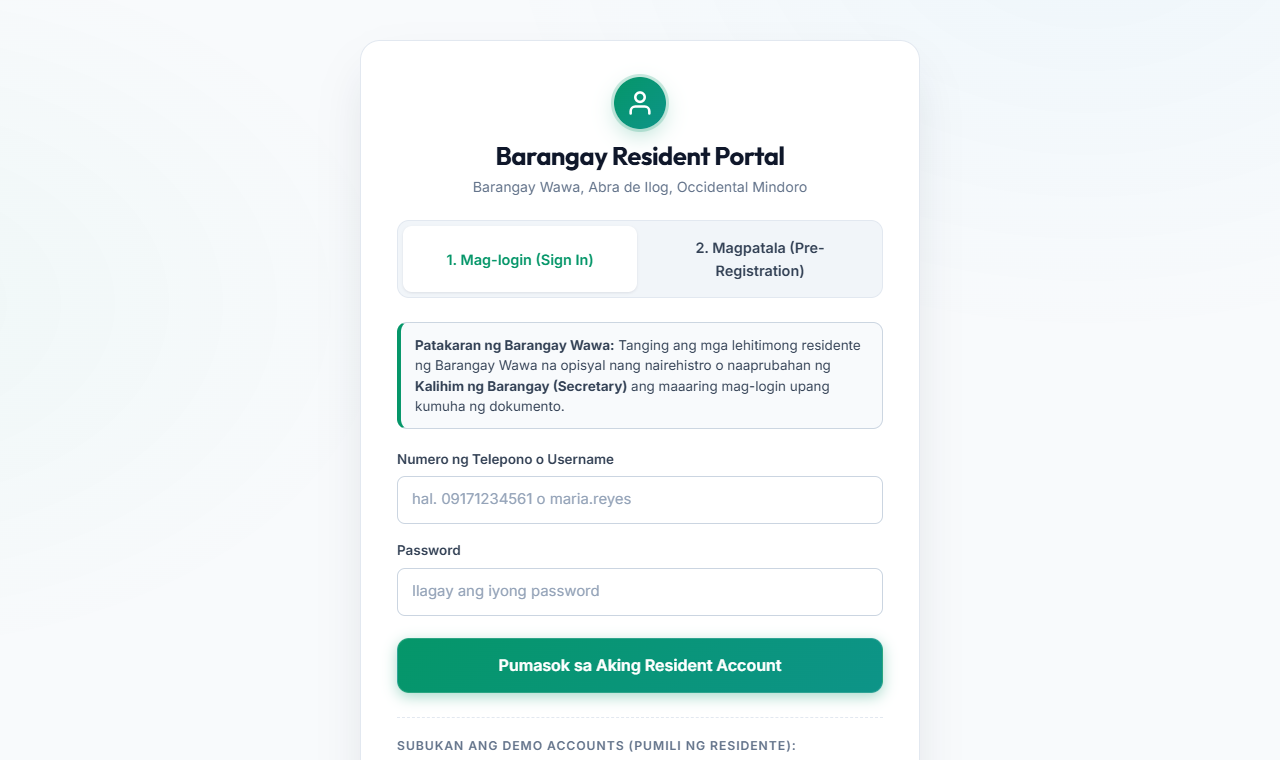 Barangay Resident Portal
Barangay Wawa, Abra de Ilog, Occidental Mindoro
1. Mag-login (Sign In)
2. Magpatala (Pre-
Registration)
Patakaran ng Barangay Wawa: Tanging ang mga lehitimong residente
ng Barangay Wawa na opisyal nang nairehistro o naaprubahan ng
Kalihim ng Barangay (Secretary) ang maaaring mag-login upang
kumuha ng dokumento.
Numero ng Telepono o Username
hal. 09171234561 o maria.reyes
Password
Ilagay ang iyong password
Pumasok sa Aking Resident Account
SUBUKAN ANG DEMO ACCOUNTS (PUMILI NG RESIDENTE):